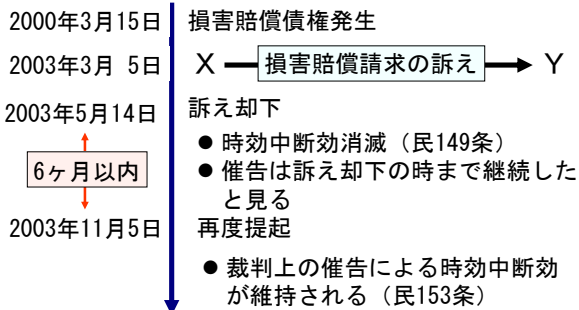 2000年3月15日 損害賠償債権発生
2003年3月 5日 X 損害賠償請求の訴え Y
2003年5月14日 訴え却下
● 時効中断効消滅（民149条）
● 催告は訴え却下の時まで継続した
と見る
6ヶ月以内
2003年11月5日 再度提起
● 裁判上の催告による時効中断効
が維持される（民153条）